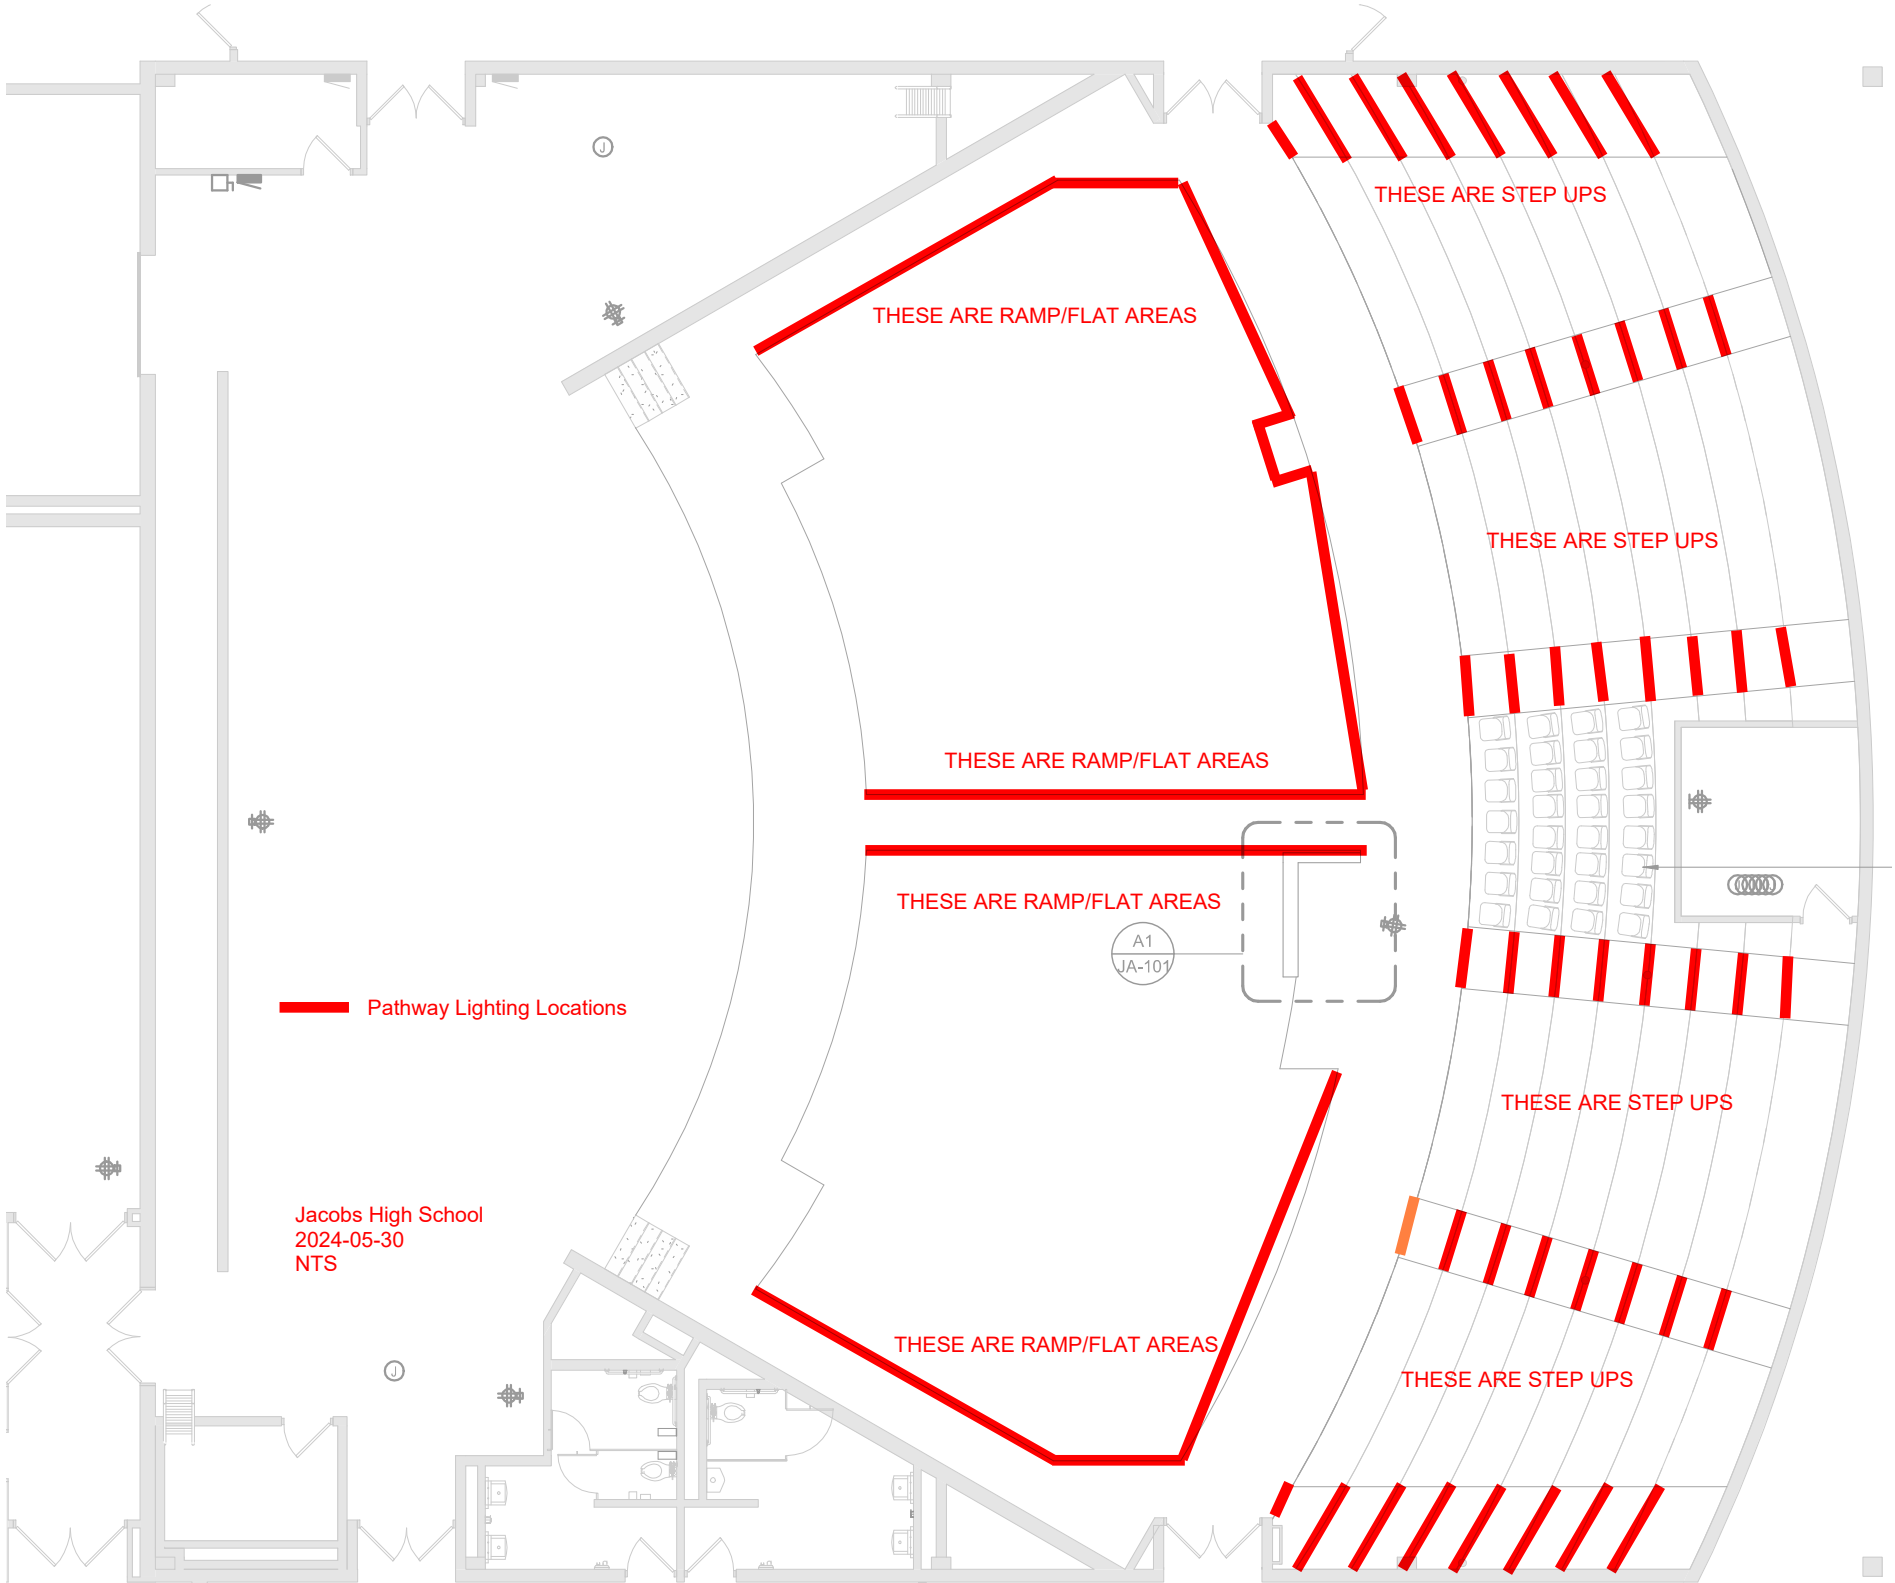 J
THESE ARE STEP UPS
THESE ARE RAMP/FLAT AREAS
THESE ARE STEP UPS
THESE ARE RAMP/FLAT AREAS
THESE ARE RAMP/FLAT AREAS
A1
JA-101
Pathway Lighting Locations
THESE ARE STEP UPS
Jacobs High School
2024-05-30
NTS
THESE ARE RAMP/FLAT AREAS
J
THESE ARE STEP UPS